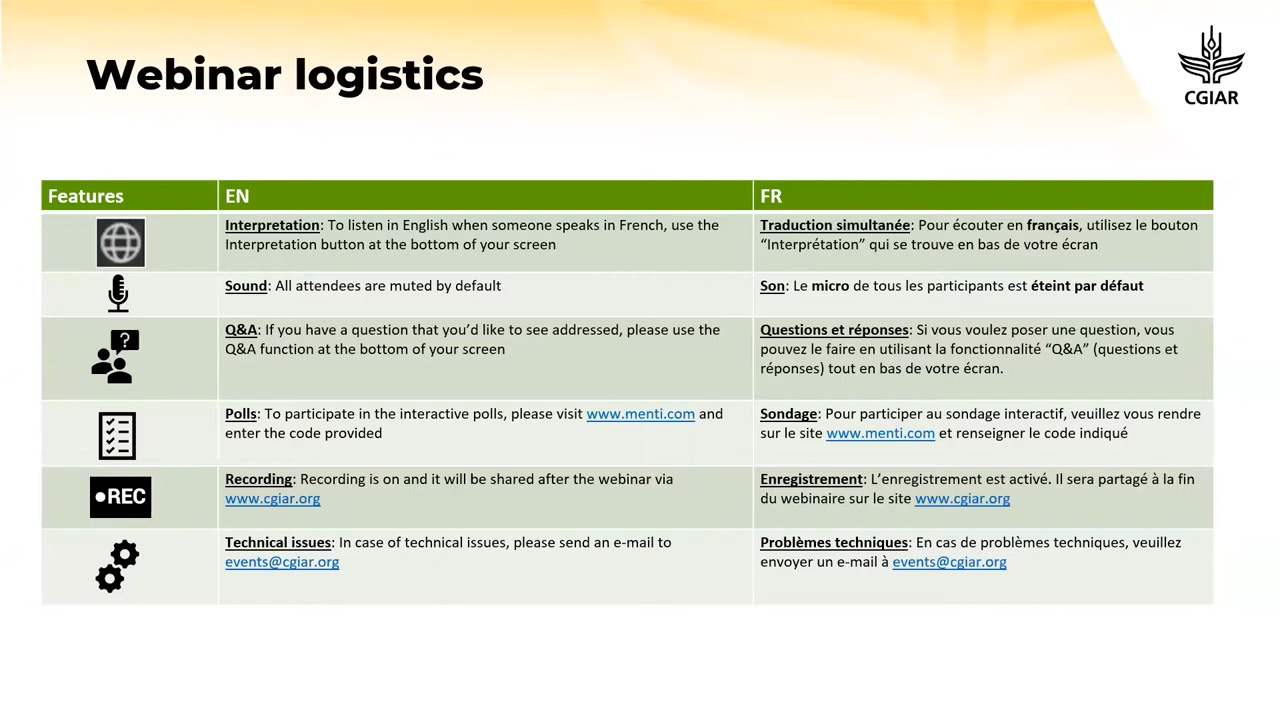 Webinar logistics
CGIAR
Features
EN
FR
Interpretation: To listen in English when someone speaks in French, use the
Interpretation button at the bottom of your screen
Traduction simultanée: Pour écouter en français, utilisez le bouton
“Interprétation” qui se trouve en bas de votre écran
Sound: All attendees are muted by default
Son: Le micro de tous les participants est éteint par défaut
?
Q&A: If you have a question that you’d like to see addressed, please use the
Q&A function at the bottom of your screen
Questions et réponses: Si vous voulez poser une question, vous
pouvez le faire en utilisant la fonctionnalité “Q&A” (questions et
réponses) tout en bas de votre écran.
Polls: To participate in the interactive polls, please visit www.menti.com and
enter the code provided
Sondage: Pour participer au sondage interactif, veuillez vous rendre
sur le site www.menti.com et renseigner le code indiqué
REC
Recording: Recording is on and it will be shared after the webinar via
www.cgiar.org
Enregistrement: L’enregistrement est activé. Il sera partagé à la fin
du webinaire sur le site www.cgiar.org
Technical issues: In case of technical issues, please send an e-mail to
events@cgiar.org
Problèmes techniques: En cas de problèmes techniques, veuillez
envoyer un e-mail à events@cgiar.org